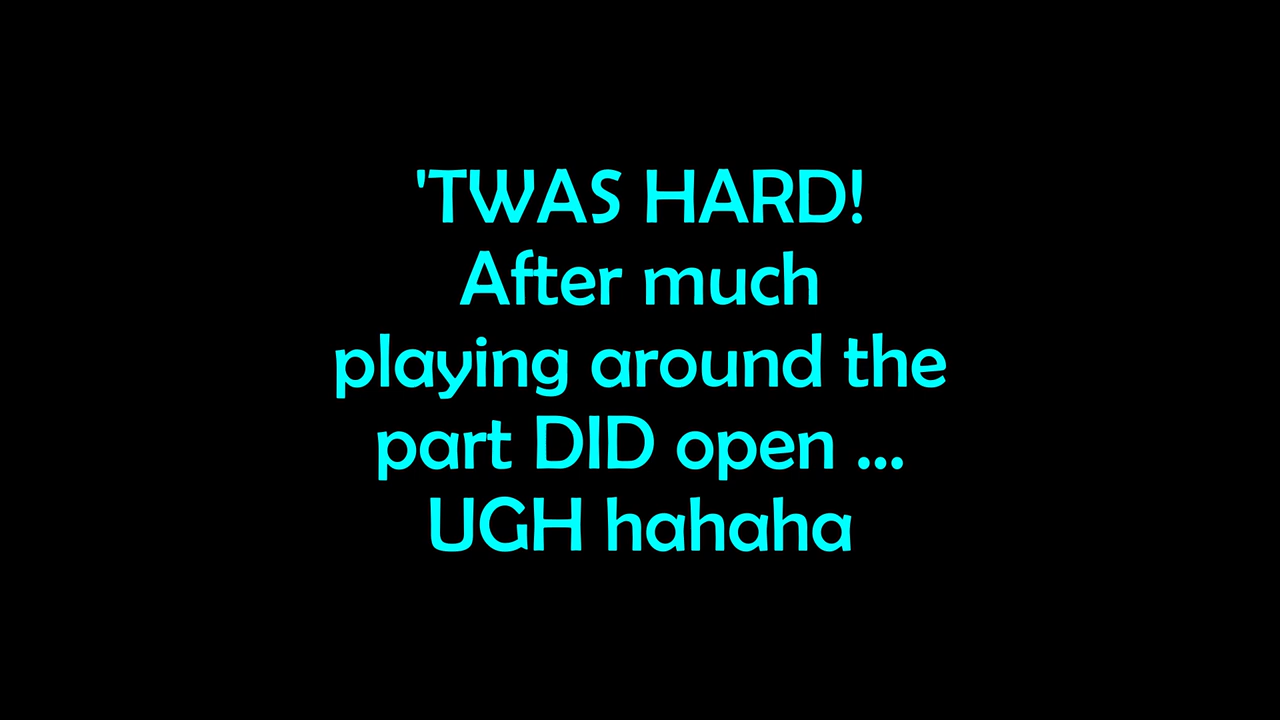 'TWAS HARD!
After much
playing around the
part DID open ...
UGH hahaha